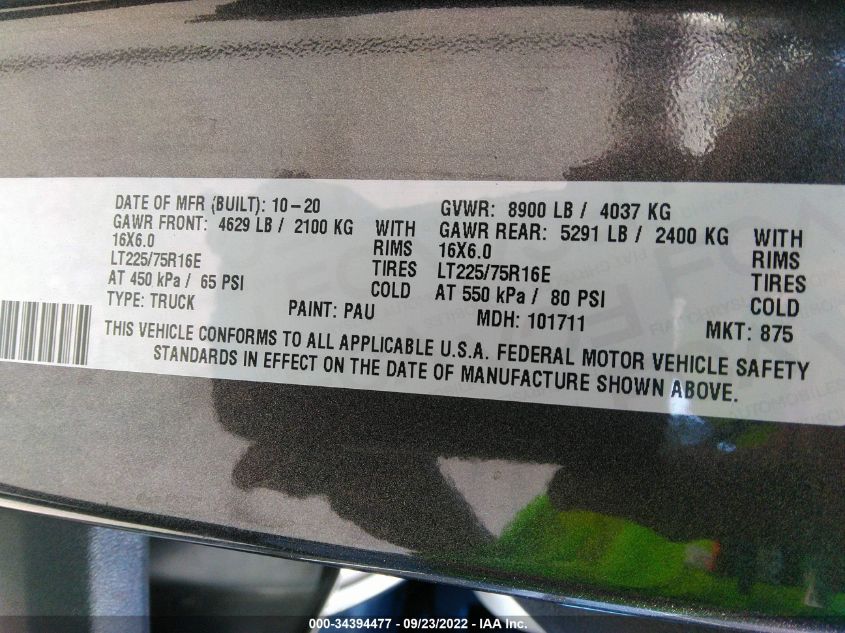 DATE OF MFR (BUILT): 10-20 GVWR: 8900 LB / 4037 KG
GAWR FRONT: 4629 LB / 2100 KG WITH GAWR REAR: 5291 LB / 2400 KG WITH
16X6.0 RIMS 16X6.0 RIMS
LT225/75R16E TIRES LT225/75R16E TIRES
AT 450 kPa / 65 PSI COLD AT 550 kPa / 80 PSI COLD
TYPE: TRUCK PAINT: PAU MDH: 101711 MKT: 875
THIS VEHICLE CONFORMS TO ALL APPLICABLE U.S.A. FEDERAL MOTOR VEHICLE SAFETY
STANDARDS IN EFFECT ON THE DATE OF MANUFACTURE SHOWN ABOVE.
000-34394477 - 09/23/2022 - IAA Inc.